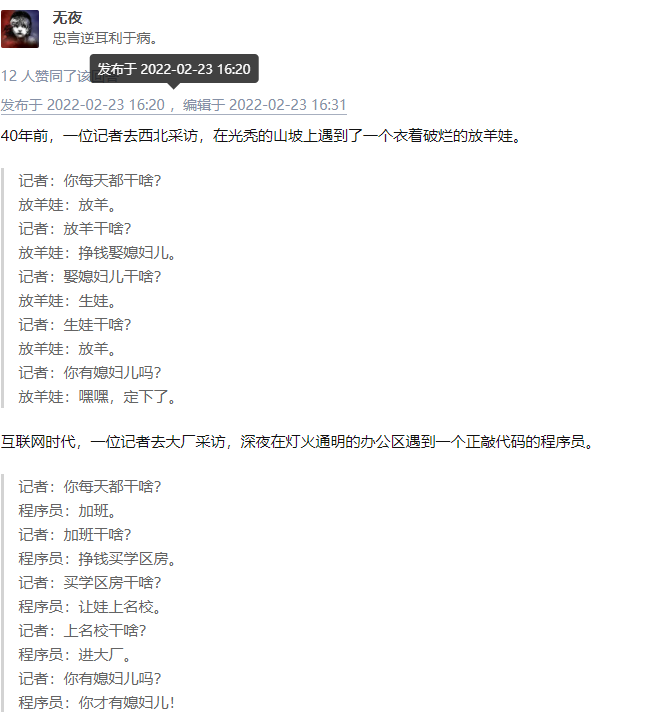 无夜
忠言逆耳利于病。
发布于 2022-02-23 16:20
12 人赞同了该
发布于 2022-02-23 16:20 ，编辑于 2022-02-23 16:31
40年前，一位记者去西北采访，在光秃的山坡上遇到了一个衣着破烂的放羊娃。
记者：你每天都干啥？
放羊娃：放羊。
记者：放羊干啥？
放羊娃：挣钱娶媳妇儿。
记者：娶媳妇儿干啥？
放羊娃：生娃。
记者：生娃干啥？
放羊娃：放羊。
记者：你有媳妇儿吗？
放羊娃：嘿嘿，定下了。
互联网时代，一位记者去大厂采访，深夜在灯火通明的办公区遇到一个正敲代码的程序员。
记者：你每天都干啥？
程序员：加班。
记者：加班干啥？
程序员：挣钱买学区房。
记者：买学区房干啥？
程序员：让娃上名校。
记者：上名校干啥？
程序员：进大厂。
记者：你有媳妇儿吗？
程序员：你才有媳妇儿！